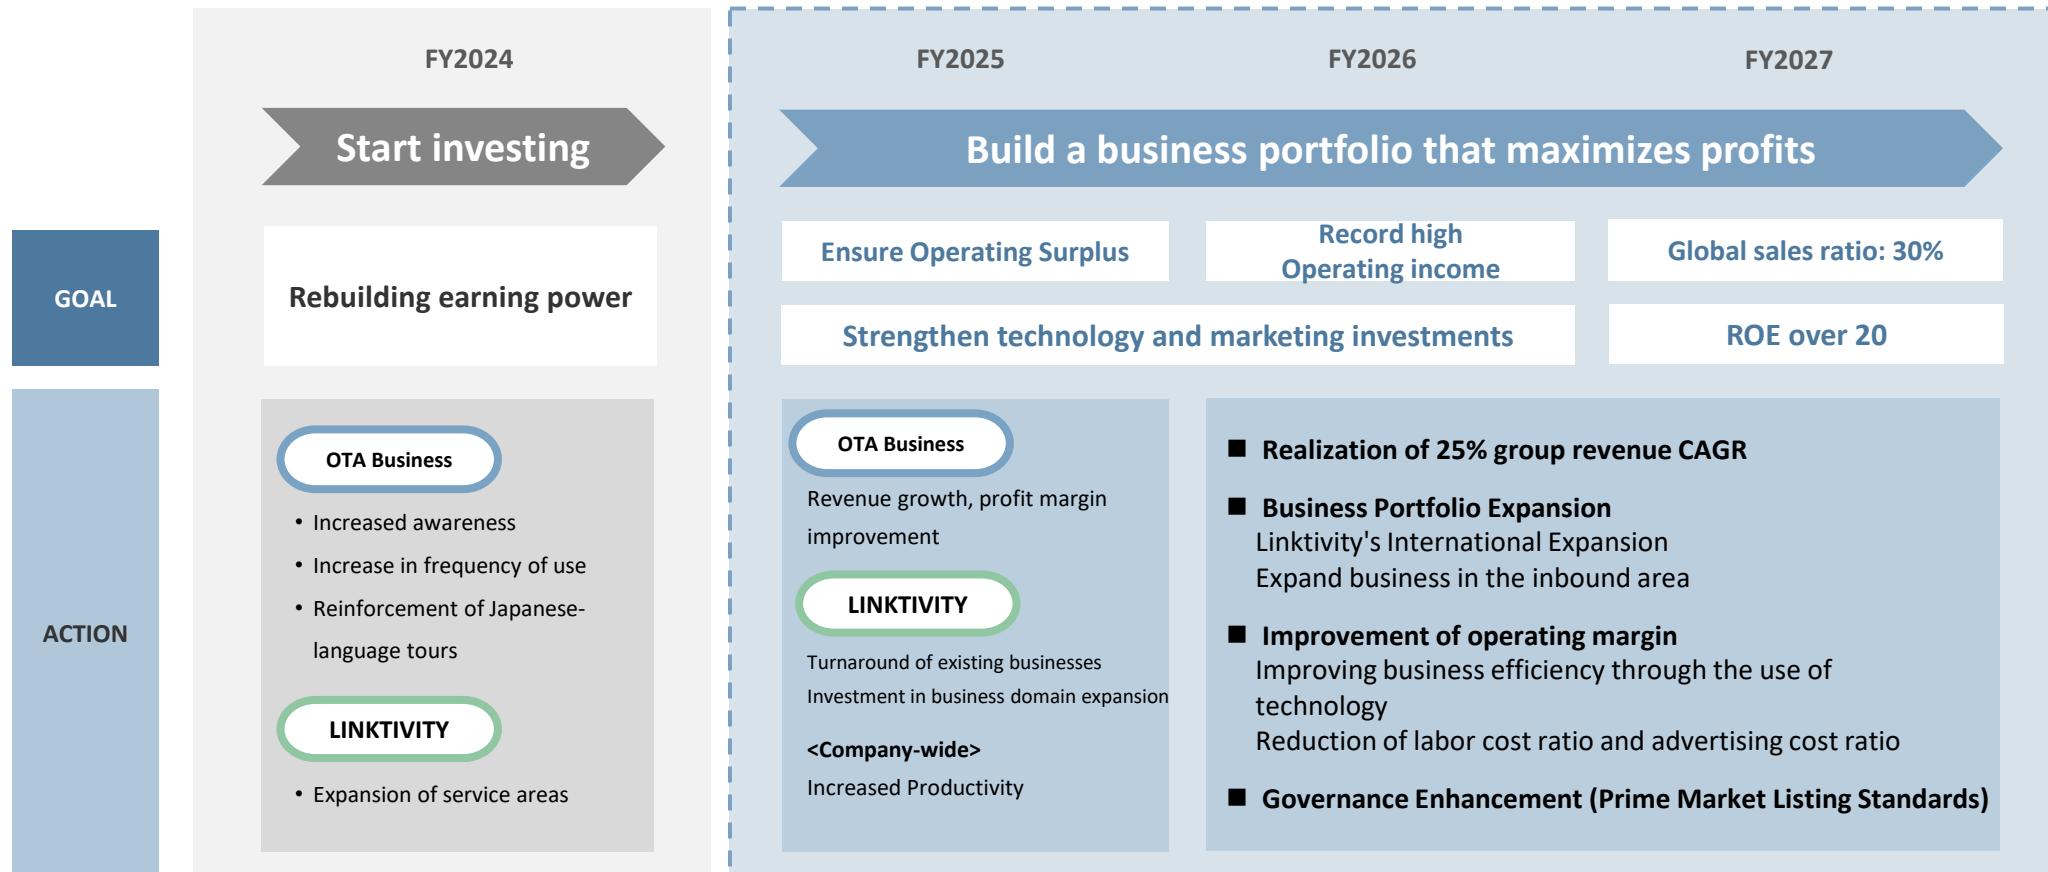 FY2024
FY2025
FY2026
FY2027
Start investing
Build a business portfolio that maximizes profits
GOAL
Rebuilding earning power
Ensure Operating Surplus
Record high
Operating income
Global sales ratio: 30%
Strengthen technology and marketing investments
ROE over 20
ACTION
OTA Business
• Increased awareness
• Increase in frequency of use
• Reinforcement of Japanese-
language tours
LINKTIVITY
• Expansion of service areas
OTA Business
Revenue growth, profit margin
improvement
LINKTIVITY
Turnaround of existing businesses
Investment in business domain expansion
<Company-wide>
Increased Productivity
■ Realization of 25% group revenue CAGR
■ Business Portfolio Expansion
Linktivity's International Expansion
Expand business in the inbound area
■ Improvement of operating margin
Improving business efficiency through the use of
technology
Reduction of labor cost ratio and advertising cost ratio
■ Governance Enhancement (Prime Market Listing Standards)